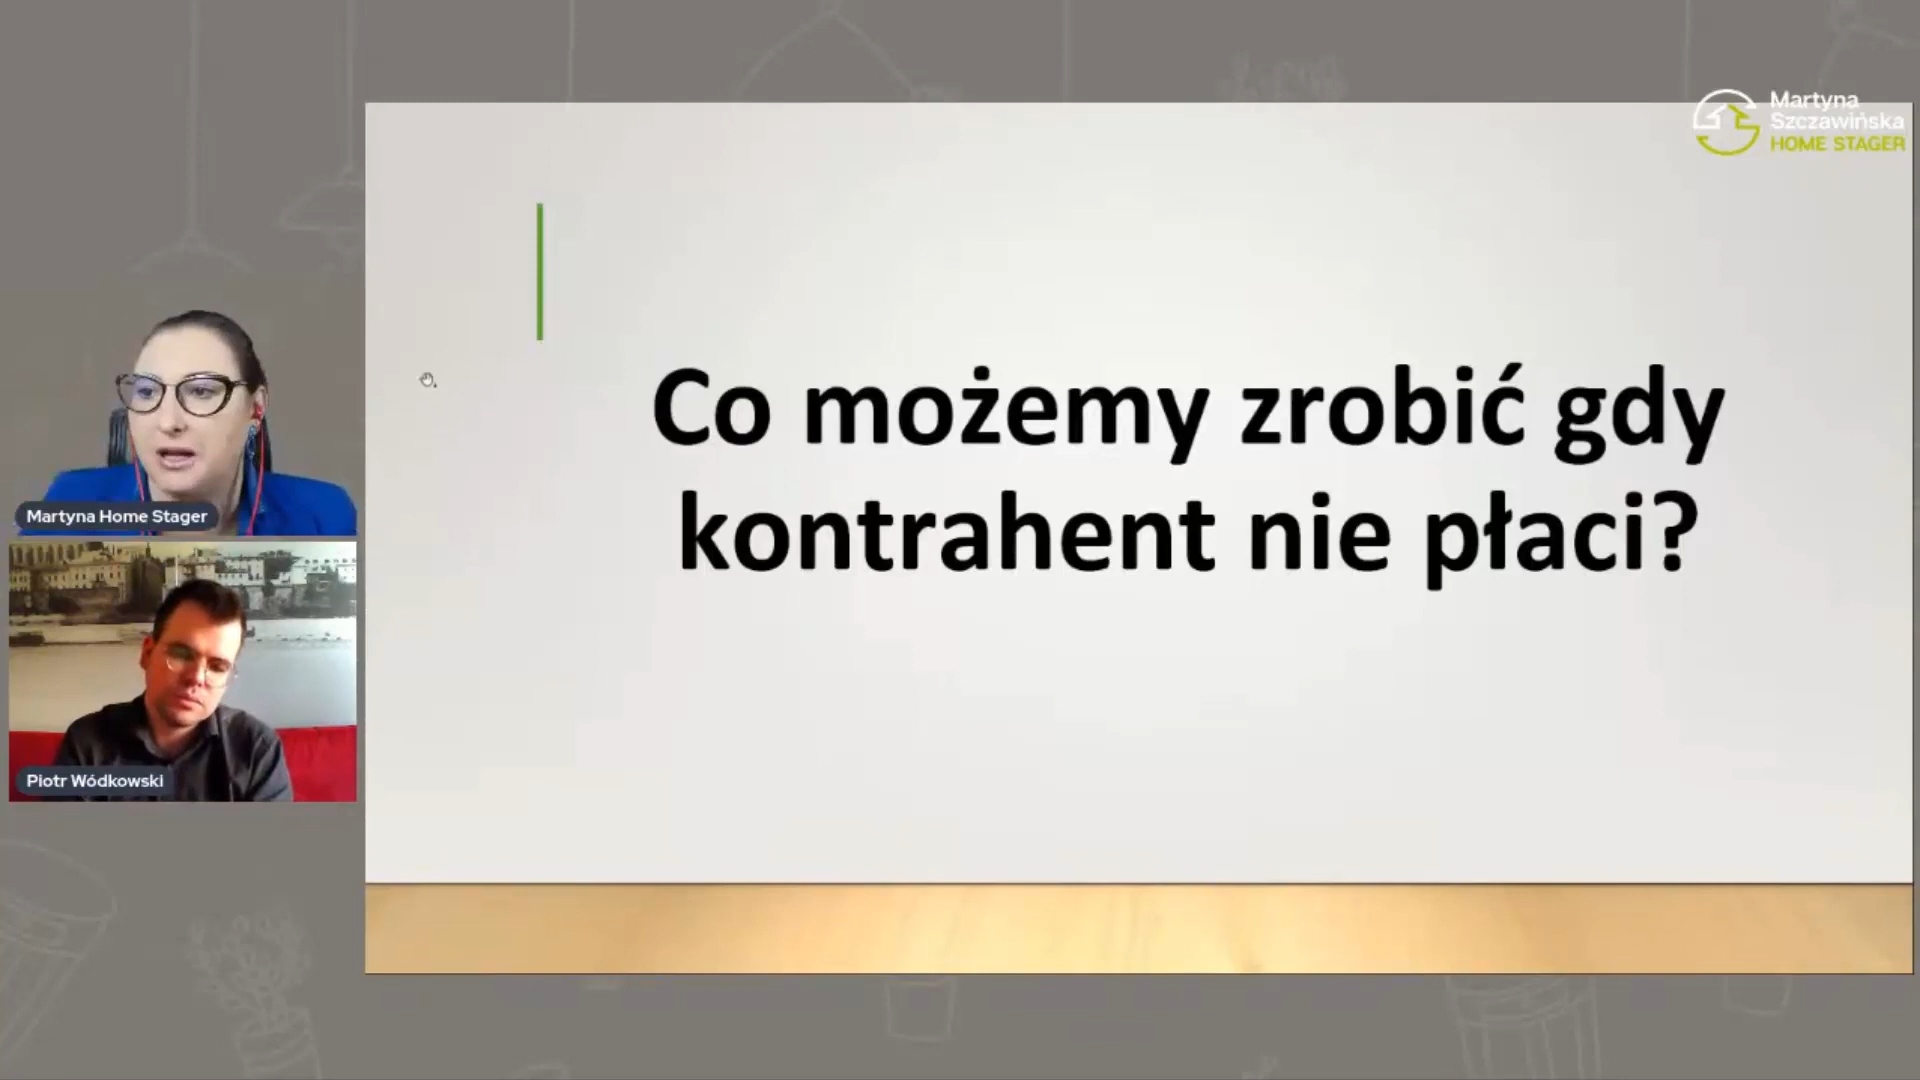 Martyna
Szczawińska
HOME STAGER
Co możemy zrobić gdy
kontrahent nie płaci?
Martyna Home Stager
Piotr Wódkowski